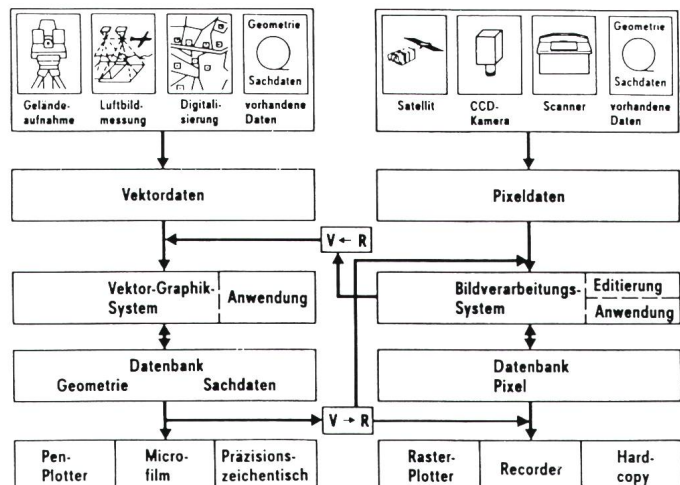 Geometrie
Sachdaten
Gelände-
aufnahme
Luftbild-
messung
Digitali-
sierung
vorhandene
Daten
Geometrie
Sachdaten
Satellit
CCD-
Kamera
Scanner
vorhandene
Daten
Vektordaten
Pixeldaten
V ← R
Vektor-Graphik-
System
Anwendung
Bildverarbeitungs-
System
Editierung
Anwendung
Datenbank
Geometrie Sachdaten
Datenbank
Pixel
V → R
Pen-
Plotter
Micro-
film
Präzisions-
zeichentisch
Raster-
Plotter
Recorder
Hard-
copy